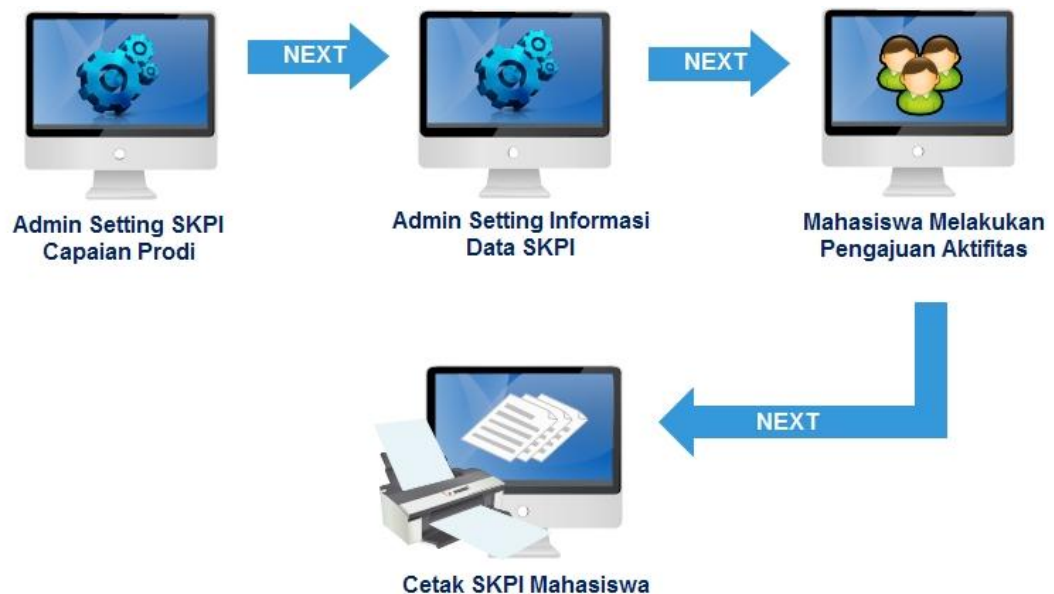 NEXT
NEXT
Admin Setting SKPI
Capaian Prodi
Admin Setting Informasi
Data SKPI
Mahasiswa Melakukan
Pengajuan Aktifitas
NEXT
Cetak SKPI Mahasiswa